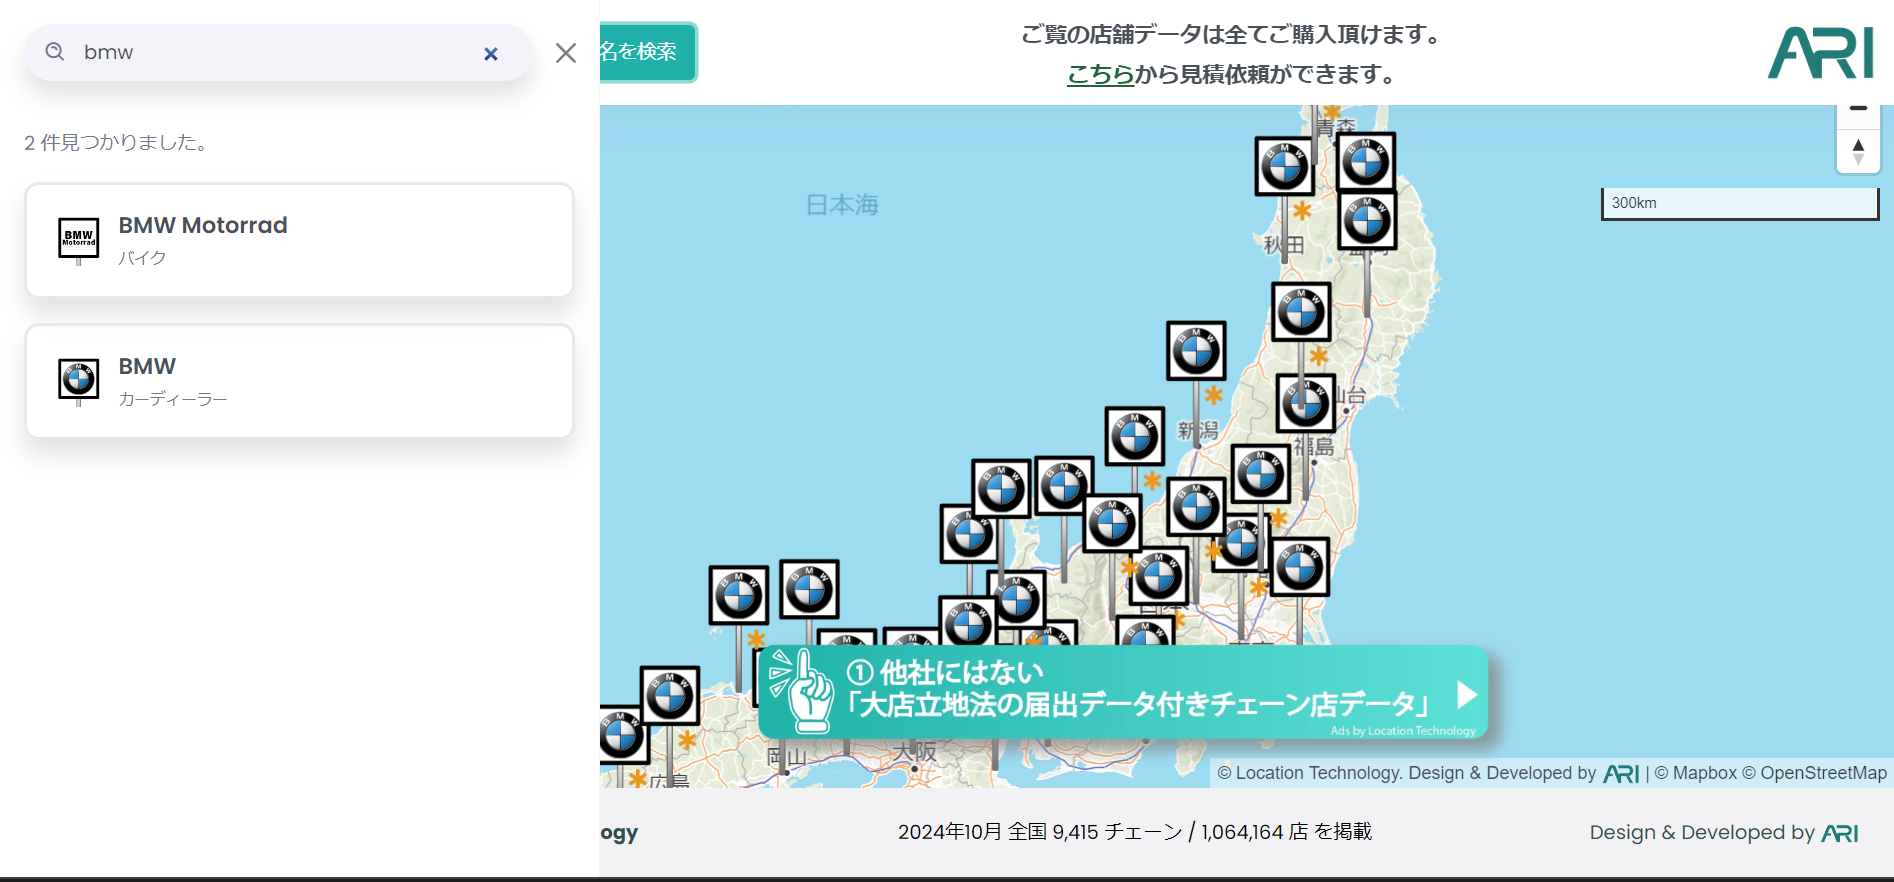 bmw
2 件見つかりました。
BMW
Motorrad
BMW Motorrad
バイク
BMW
カーディーラー
名を検索
ご覧の店舗データは全てご購入頂けます。
こちらから見積依頼ができます。
ARI
300km
日本海
青森
秋田
仙台
新潟
福島
岡山
大阪
広島
① 他社にはない
「大店立地法の届出データ付きチェーン店データ」
Ads by Location Technology
© Location Technology. Design & Developed by ARI | © Mapbox © OpenStreetMap
ogy
2024年10月 全国 9,415 チェーン / 1,064,164 店 を掲載
Design & Developed by ARI